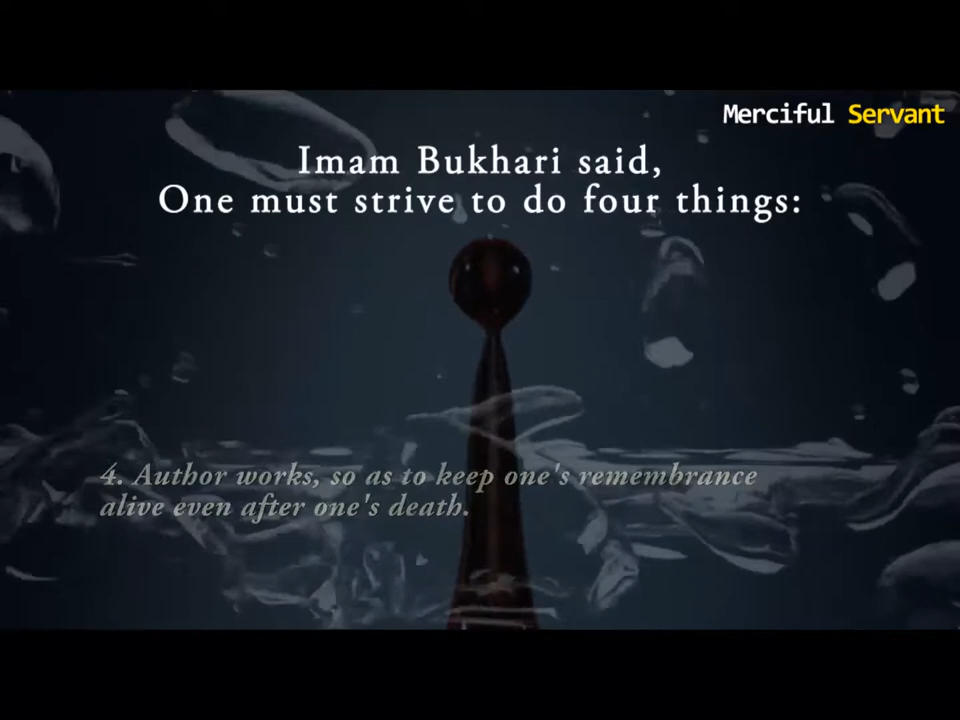 Merciful Servant
Imam Bukhari said,
One must strive to do four things:
4. Author works, so as to keep one's remembrance
alive even after one's death.